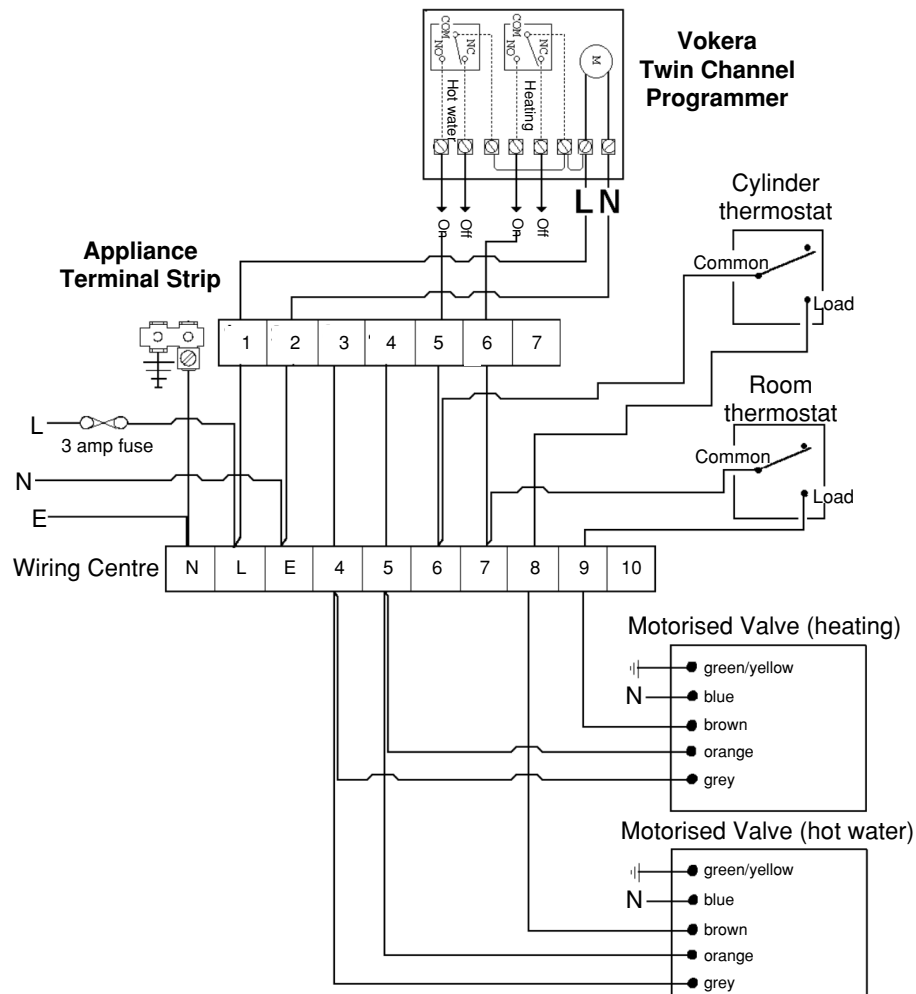 Vokera
Twin Channel
Programmer
COM
NO
NC
Hot water
COM
NO
NC
Heating
M
On
Off
On
Off
L N
Cylinder
thermostat
Common
Load
Appliance
Terminal Strip
1 2 3 4 5 6 7
Room
thermostat
Common
Load
L
3 amp fuse
N
E
Wiring Centre
N L E 4 5 6 7 8 9 10
Motorised Valve (heating)
green/yellow
N
blue
brown
orange
grey
Motorised Valve (hot water)
green/yellow
N
blue
brown
orange
grey